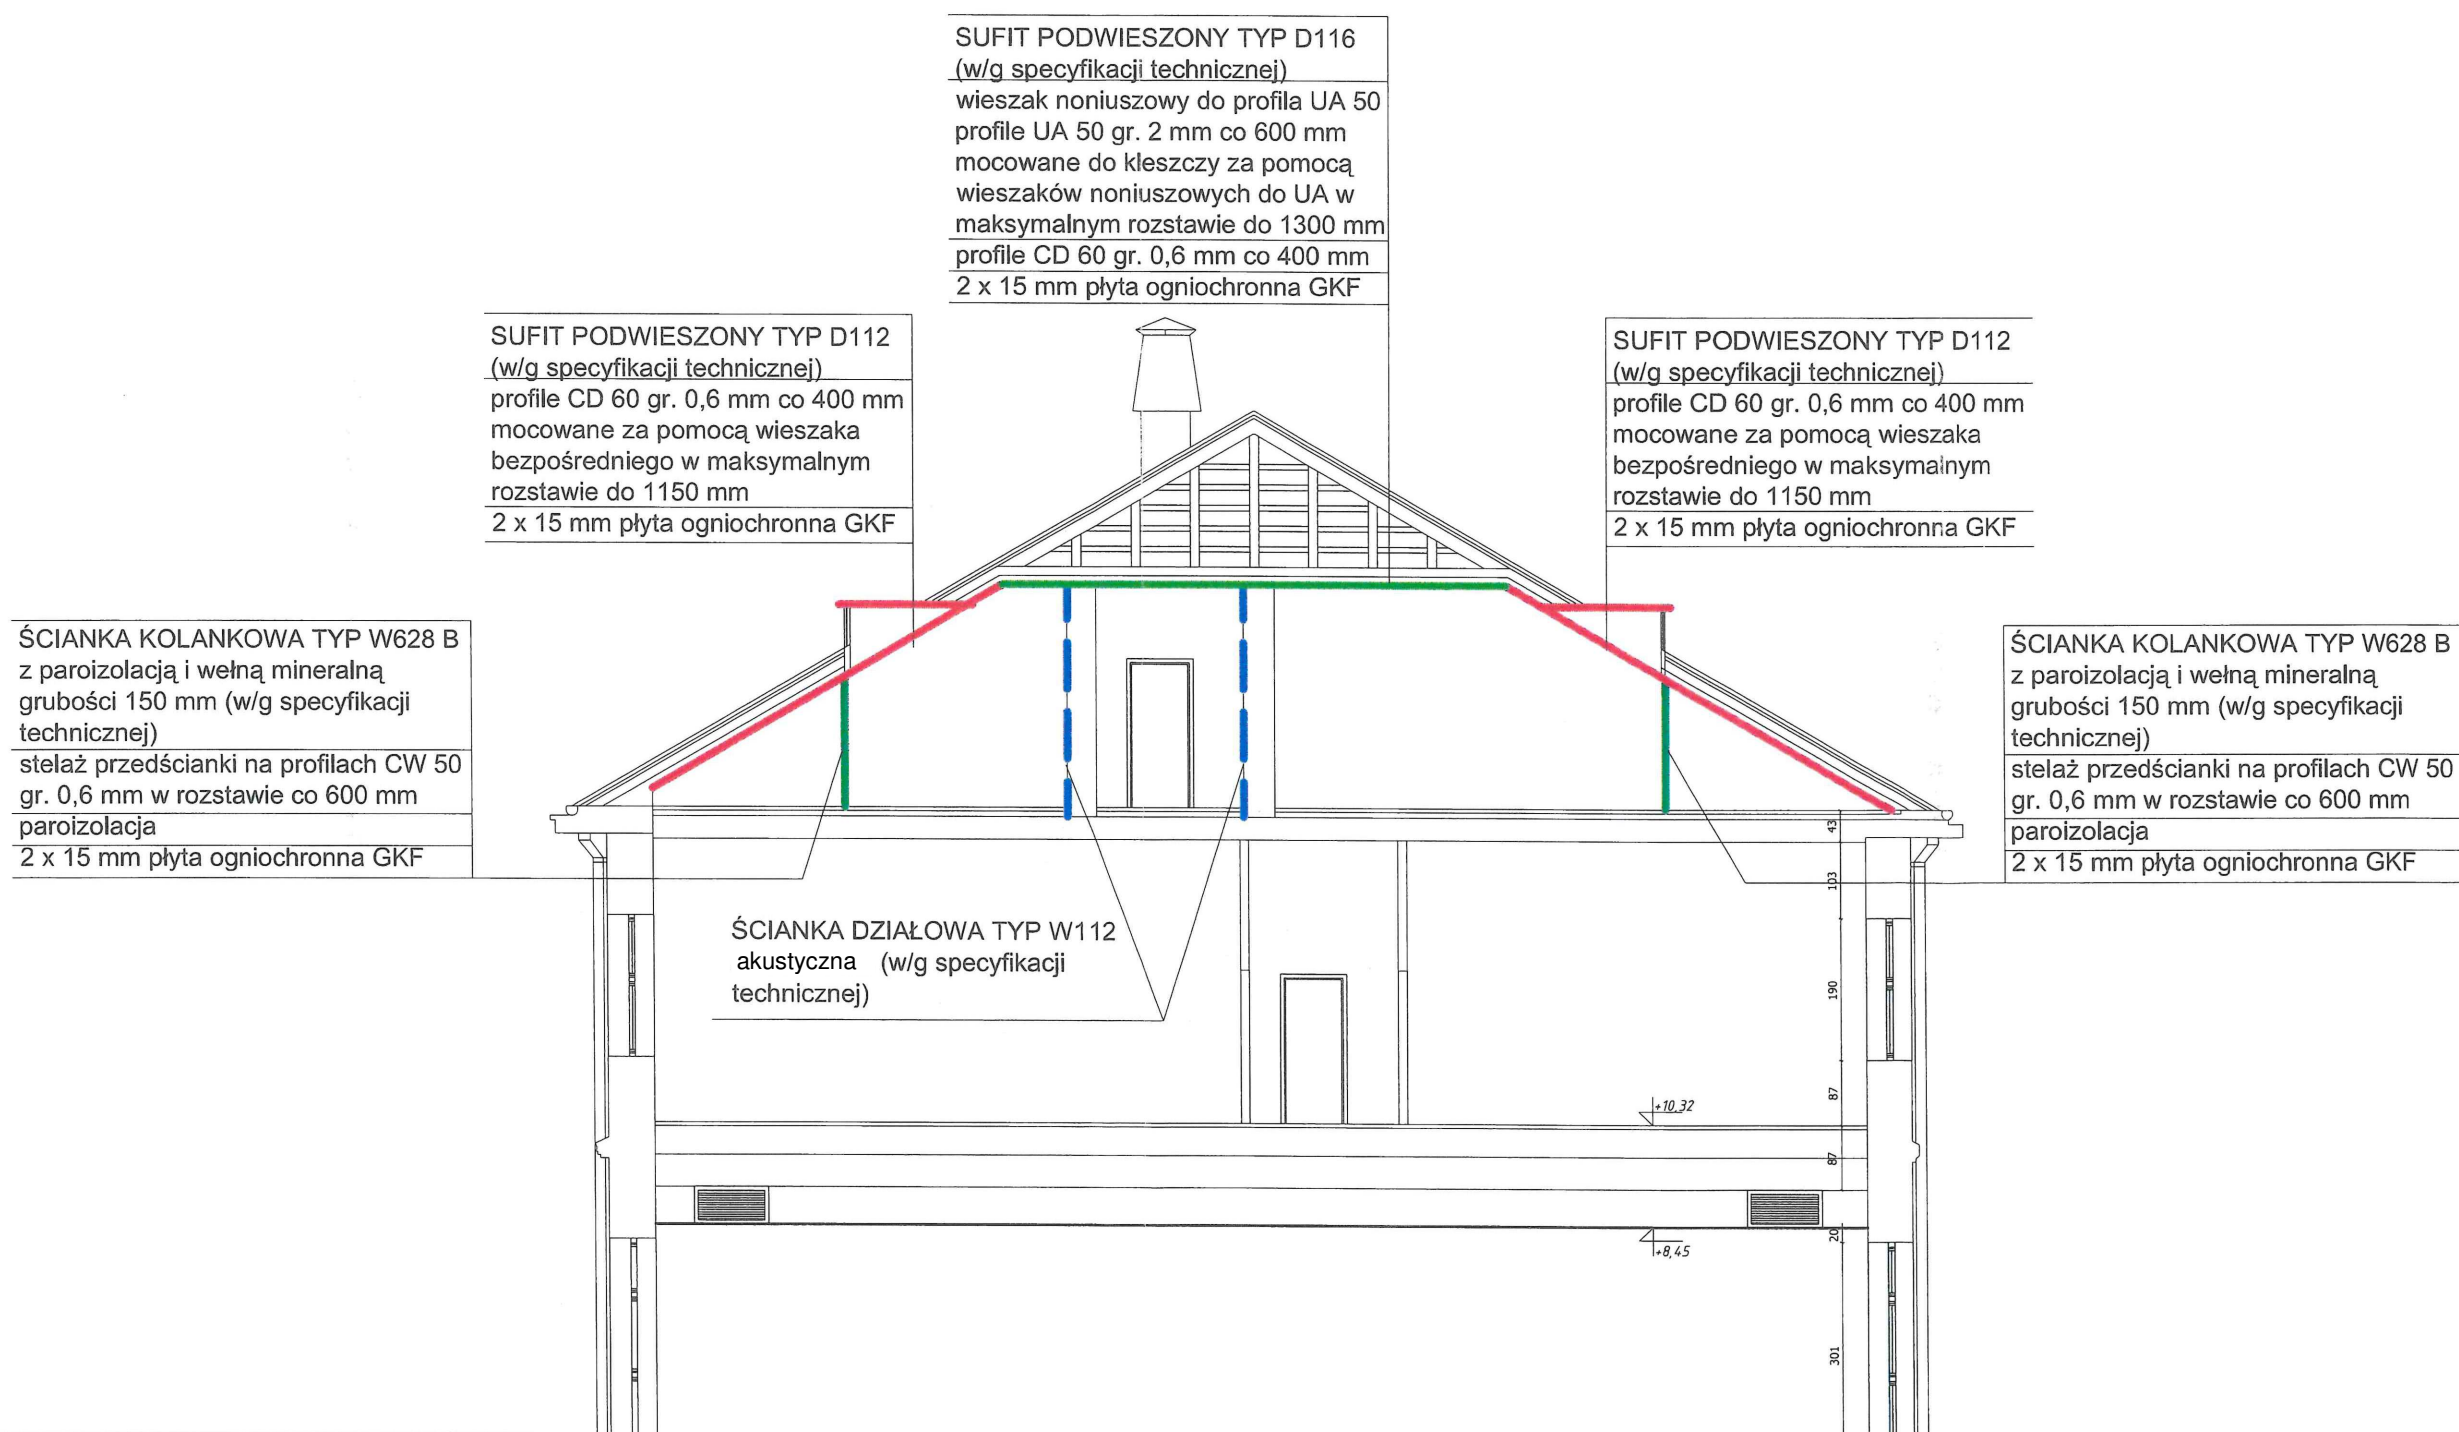 SUFIT PODWIESZONY TYP D116
(w/g specyfikacji technicznej)
wieszak noniuszowy do profila UA 50
profile UA 50 gr. 2 mm co 600 mm
mocowane do kleszczy za pomocą
wieszaków noniuszowych do UA w
maksymalnym rozstawie do 1300 mm
profile CD 60 gr. 0,6 mm co 400 mm
2 x 15 mm płyta ogniochronna GKF
SUFIT PODWIESZONY TYP D112
(w/g specyfikacji technicznej)
profile CD 60 gr. 0,6 mm co 400 mm
mocowane za pomocą wieszaka
bezpośredniego w maksymalnym
rozstawie do 1150 mm
2 x 15 mm płyta ogniochronna GKF
SUFIT PODWIESZONY TYP D112
(w/g specyfikacji technicznej)
profile CD 60 gr. 0,6 mm co 400 mm
mocowane za pomocą wieszaka
bezpośredniego w maksymalnym
rozstawie do 1150 mm
2 x 15 mm płyta ogniochronna GKF
ŚCIANKA KOLANKOWA TYP W628 B
z paroizolacją i wełną mineralną
grubości 150 mm (w/g specyfikacji
technicznej)
stelaż przedścianki na profilach CW 50
gr. 0,6 mm w rozstawie co 600 mm
paroizolacja
2 x 15 mm płyta ogniochronna GKF
ŚCIANKA KOLANKOWA TYP W628 B
z paroizolacją i wełną mineralną
grubości 150 mm (w/g specyfikacji
technicznej)
stelaż przedścianki na profilach CW 50
gr. 0,6 mm w rozstawie co 600 mm
paroizolacja
2 x 15 mm płyta ogniochronna GKF
ŚCIANKA DZIAŁOWA TYP W112
akustyczna (w/g specyfikacji
technicznej)
43
103
190
87
+10,32
87
20
+8,45
301